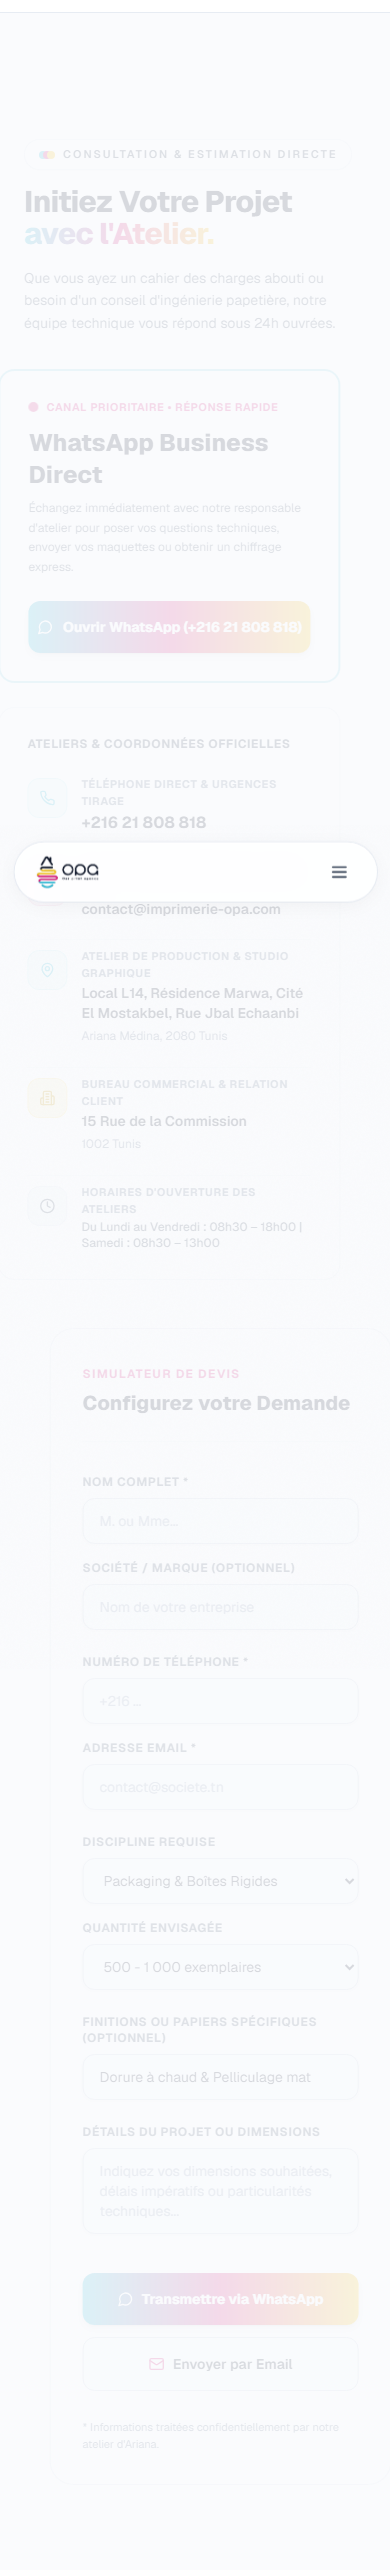 CONSULTATION & ESTIMATION DIRECTE
Initiez Votre Projet
avec l'Atelier.
Que vous ayez un cahier des charges abouti ou
besoin d'un conseil d'ingénierie papetière, notre
équipe technique vous répond sous 24h ouvrées.
CANAL PRIORITAIRE • RÉPONSE RAPIDE
WhatsApp Business
Direct
Échangez immédiatement avec notre responsable
d'atelier pour poser vos questions techniques,
envoyer vos maquettes ou obtenir un chiffrage
express.
Ouvrir WhatsApp (+216 21 808 818)
ATELIERS & COORDONNÉES OFFICIELLES
TÉLÉPHONE DIRECT & URGENCES
TIRAGE
+216 21 808 818
opa
contact@imprimerie-opa.com
ATELIER DE PRODUCTION & STUDIO
GRAPHIQUE
Local L14, Résidence Marwa, Cité
El Mostakbel, Rue Jbal Echaanbi
Ariana Médina, 2080 Tunis
BUREAU COMMERCIAL & RELATION
CLIENT
15 Rue de la Commission
1002 Tunis
HORAIRES D'OUVERTURE DES
ATELIERS
Du Lundi au Vendredi : 08h30 – 18h00 |
Samedi : 08h30 – 13h00
SIMULATEUR DE DEVIS
Configurez votre Demande
NOM COMPLET *
M. ou Mme...
SOCIÉTÉ / MARQUE (OPTIONNEL)
Nom de votre entreprise
NUMÉRO DE TÉLÉPHONE *
+216 ...
ADRESSE EMAIL *
contact@societe.tn
DISCIPLINE REQUISE
Packaging & Boîtes Rigides
QUANTITÉ ENVISAGÉE
500 - 1 000 exemplaires
FINITIONS OU PAPIERS SPÉCIFIQUES
(OPTIONNEL)
Dorure à chaud & Pelliculage mat
DÉTAILS DU PROJET OU DIMENSIONS
Indiquez vos dimensions souhaitées,
délais impératifs ou particularités
techniques...
Transmettre via WhatsApp
Envoyer par Email
* Informations traitées confidentiellement par notre
atelier d'Ariana.